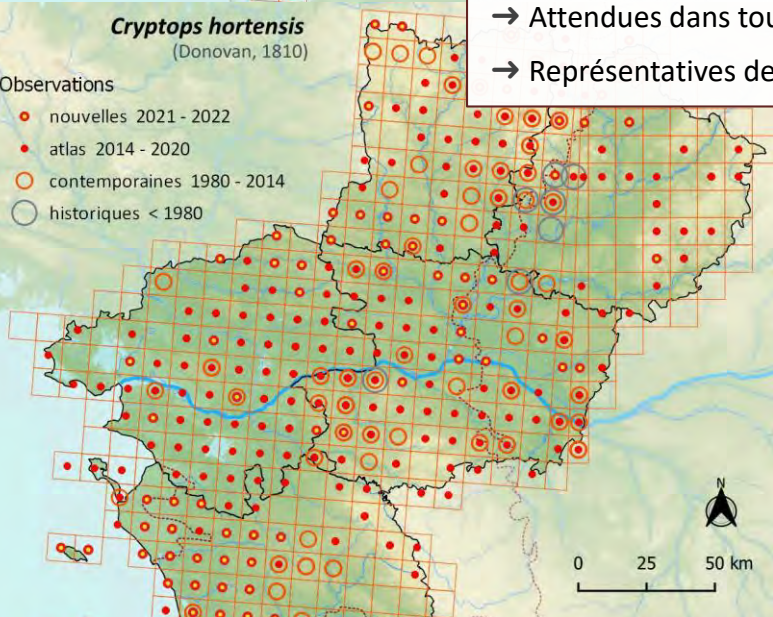 → Attendues dans tou
→ Représentatives de
Cryptops hortensis
(Donovan, 1810)
Observations
nouvelles 2021 - 2022
atlas 2014 - 2020
contemporaines 1980 - 2014
historiques < 1980
N
0 25 50 km